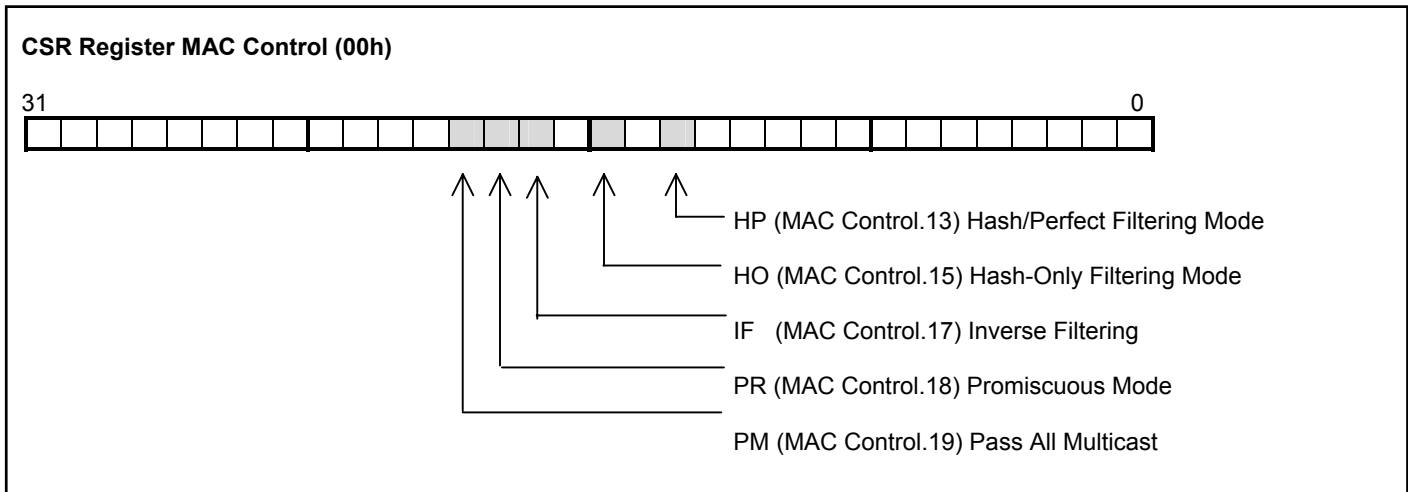 CSR Register MAC Control (00h)
31 0
HP (MAC Control.13) Hash/Perfect Filtering Mode
HO (MAC Control.15) Hash-Only Filtering Mode
IF (MAC Control.17) Inverse Filtering
PR (MAC Control.18) Promiscuous Mode
PM (MAC Control.19) Pass All Multicast